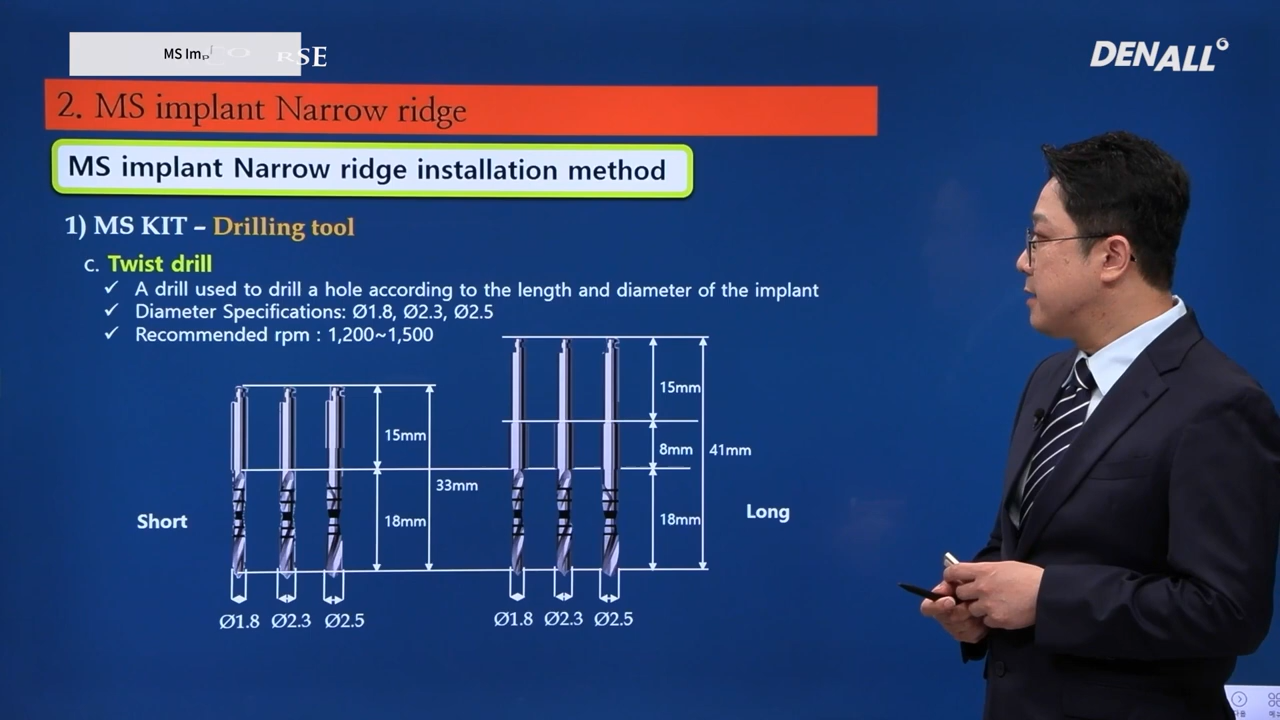 MS Im
RSE
DENALL
2. MS implant Narrow ridge
MS implant Narrow ridge installation method
1) MS KIT – Drilling tool
c. Twist drill
✓ A drill used to drill a hole according to the length and diameter of the implant
✓ Diameter Specifications: Ø1.8, Ø2.3, Ø2.5
✓ Recommended rpm : 1,200~1,500
15mm
15mm
8mm
41mm
33mm
18mm
18mm
Short
Long
Ø1.8 Ø2.3 Ø2.5
Ø1.8 Ø2.3 Ø2.5